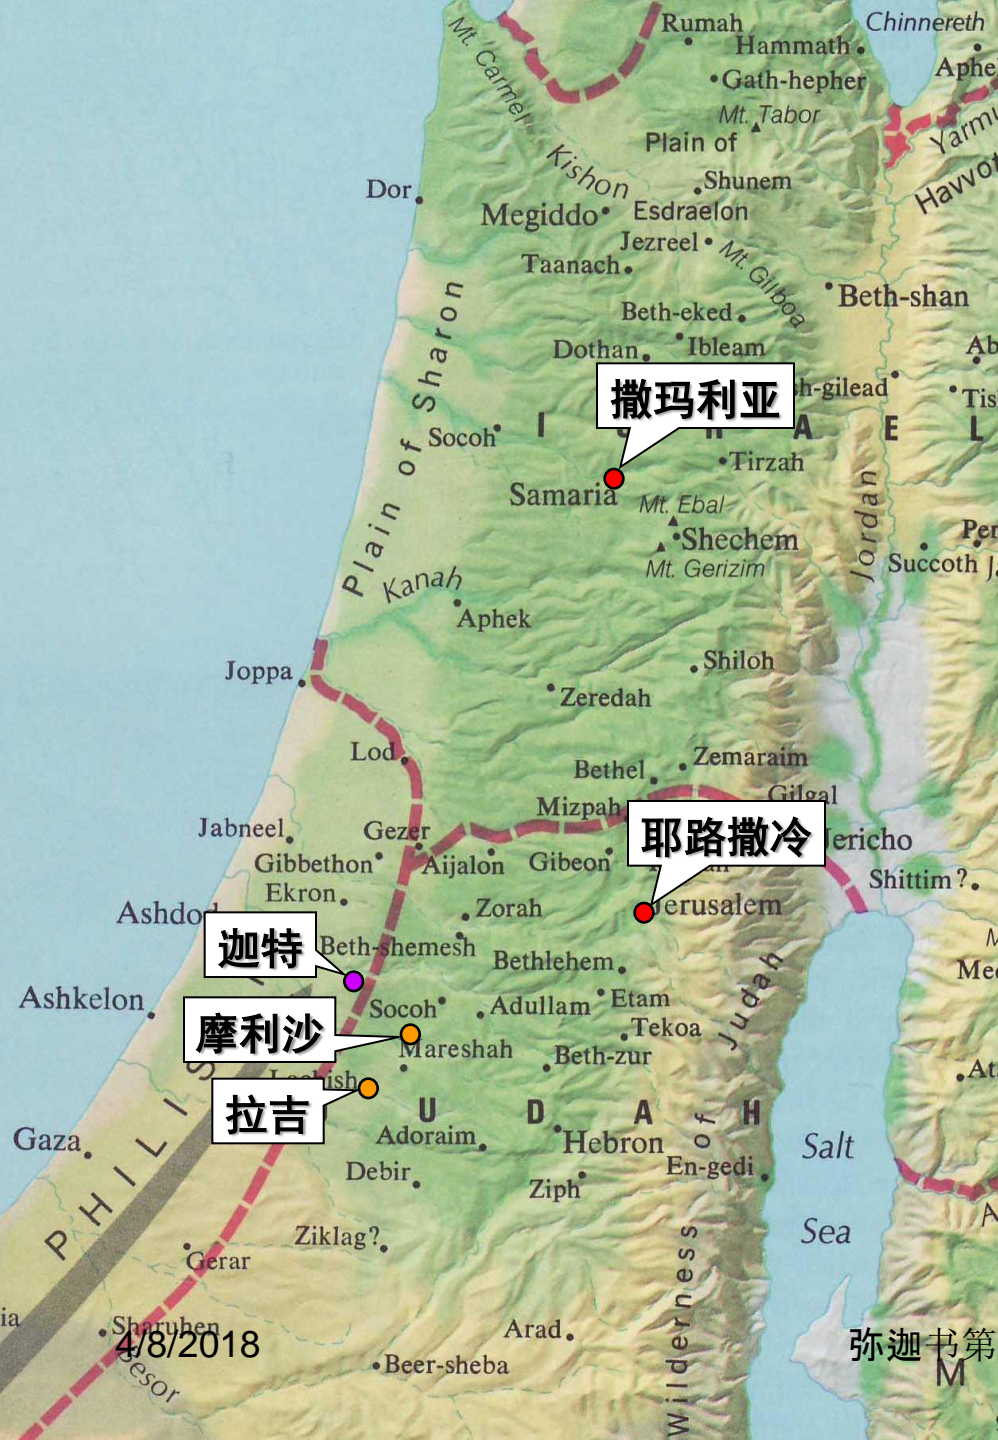 Rumah
Chinnereth
Hammath
Mt. Carmel
Gath-hepher
Mt. Tabor
Plain of
Esdraelon
Kishon
Shunem
Dor
Megiddo
Jezreel
Mt. Gilboa
Taanach
Beth-shan
Beth-eked
Dothan
Ibleam
撒玛利亚
Plain of Sharon
Socoh
Tirzah
Samaria
Mt. Ebal
Shechem
Mt. Gerizim
Jordan
Succoth
Kanah
Aphek
Joppa
Shiloh
Zeredah
Lod
Bethel
Zemaraim
Mizpah
Gilgal
耶路撒冷
Jabneel
Gezer
Gibbethon
Aijalon
Gibeon
Jericho
Shittim?
Ekron
Zorah
Jerusalem
Ashdod
迦特
Beth-shemesh
Bethlehem
Ashkelon
Socoh
Adullam
Etam
摩利沙
Mareshah
Tekoa
Beth-zur
Lachish
拉吉
U D A H
Gaza
Adoraim
Hebron
Salt
Sea
Debir
Ziph
En-gedi
Wilderness of Judah
Ziklag?
Gerar
Sharuhen
4/8/2018
Arad
弥迦书第
Besor
Beer-sheba
M